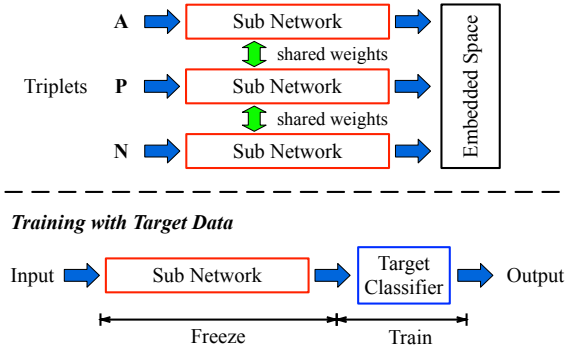 A
Sub Network
shared weights
Triplets
P
Sub Network
shared weights
N
Sub Network
Embedded Space
Training with Target Data
Input
Sub Network
Target
Classifier
Output
Freeze
Train